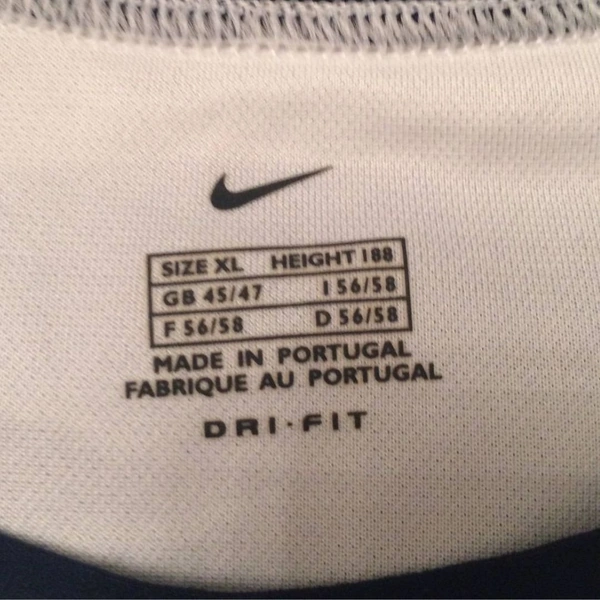 SIZE XL HEIGHT 188
GB 45/47 I 56/58
F 56/58 D 56/58
MADE IN PORTUGAL
FABRIQUE AU PORTUGAL
DRI·FIT